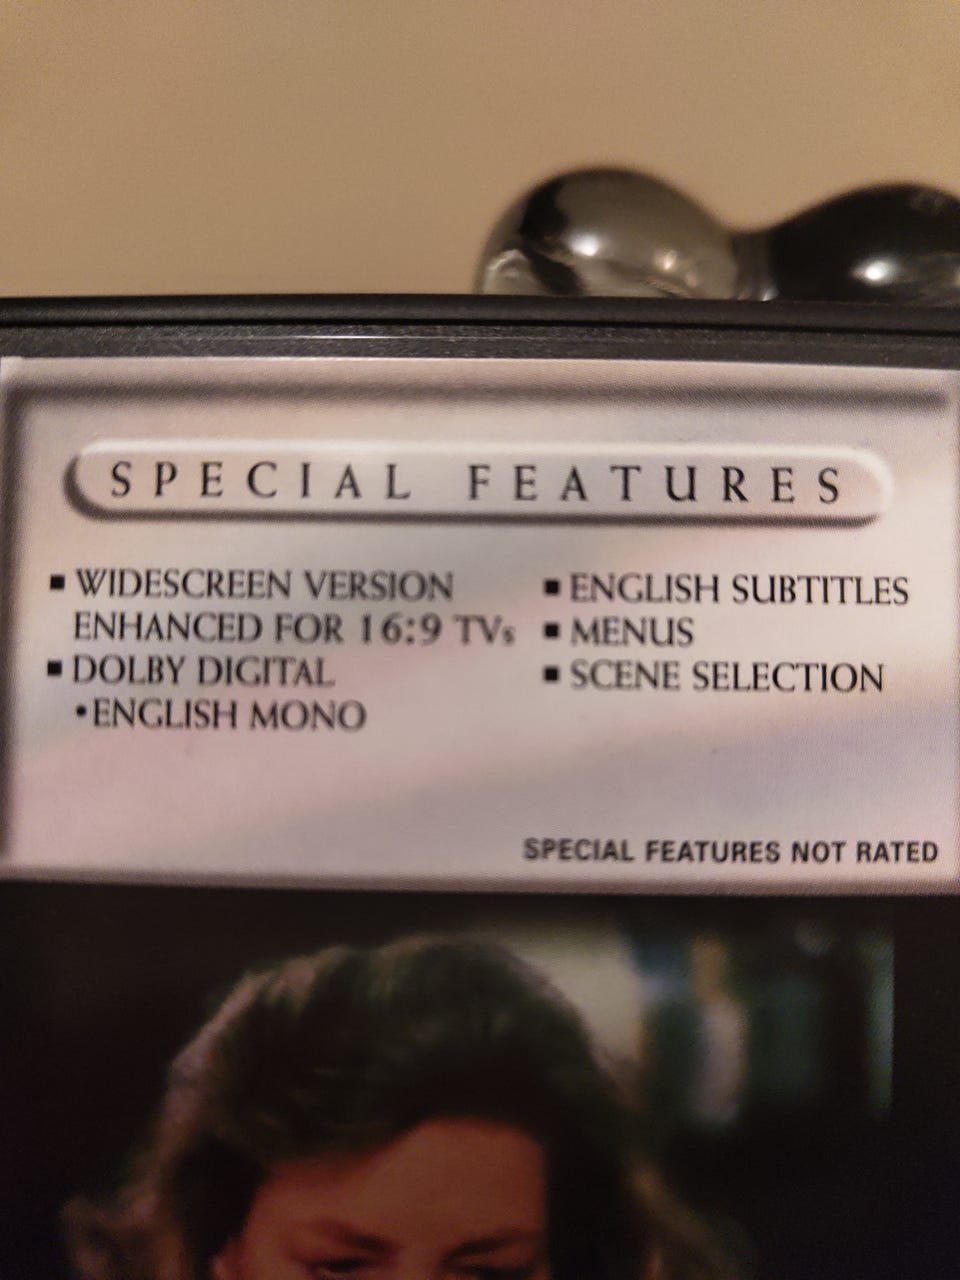 SPECIAL FEATURES
▪ WIDESCREEN VERSION
ENHANCED FOR 16:9 TVs
▪ DOLBY DIGITAL
• ENGLISH MONO
▪ ENGLISH SUBTITLES
▪ MENUS
▪ SCENE SELECTION
SPECIAL FEATURES NOT RATED